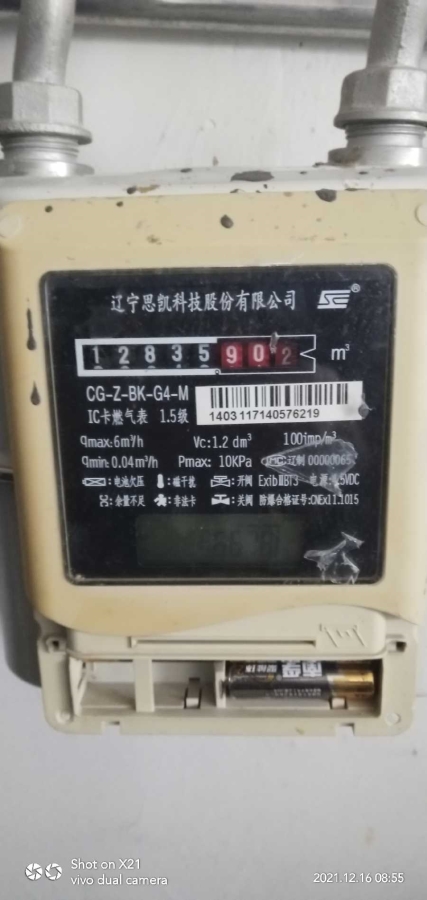 辽宁思凯科技股份有限公司 ®
12835902 m³
CG-Z-BK-G4-M
IC卡燃气表 1.5级
1403117140576219
qmax:6m³/h Vc:1.2 dm³ 100imp/m³
qmin:0.04m³/h Pmax: 10KPa 辽制 00000065
:电池欠压 :磁干扰 :开阀 ExibⅡBT3 电源: .5VDC
:余量不足 :非法卡 :关阀 防爆合格证号:CNEx11.1015
Shot on X21
vivo dual camera
2021.12.16 08:55